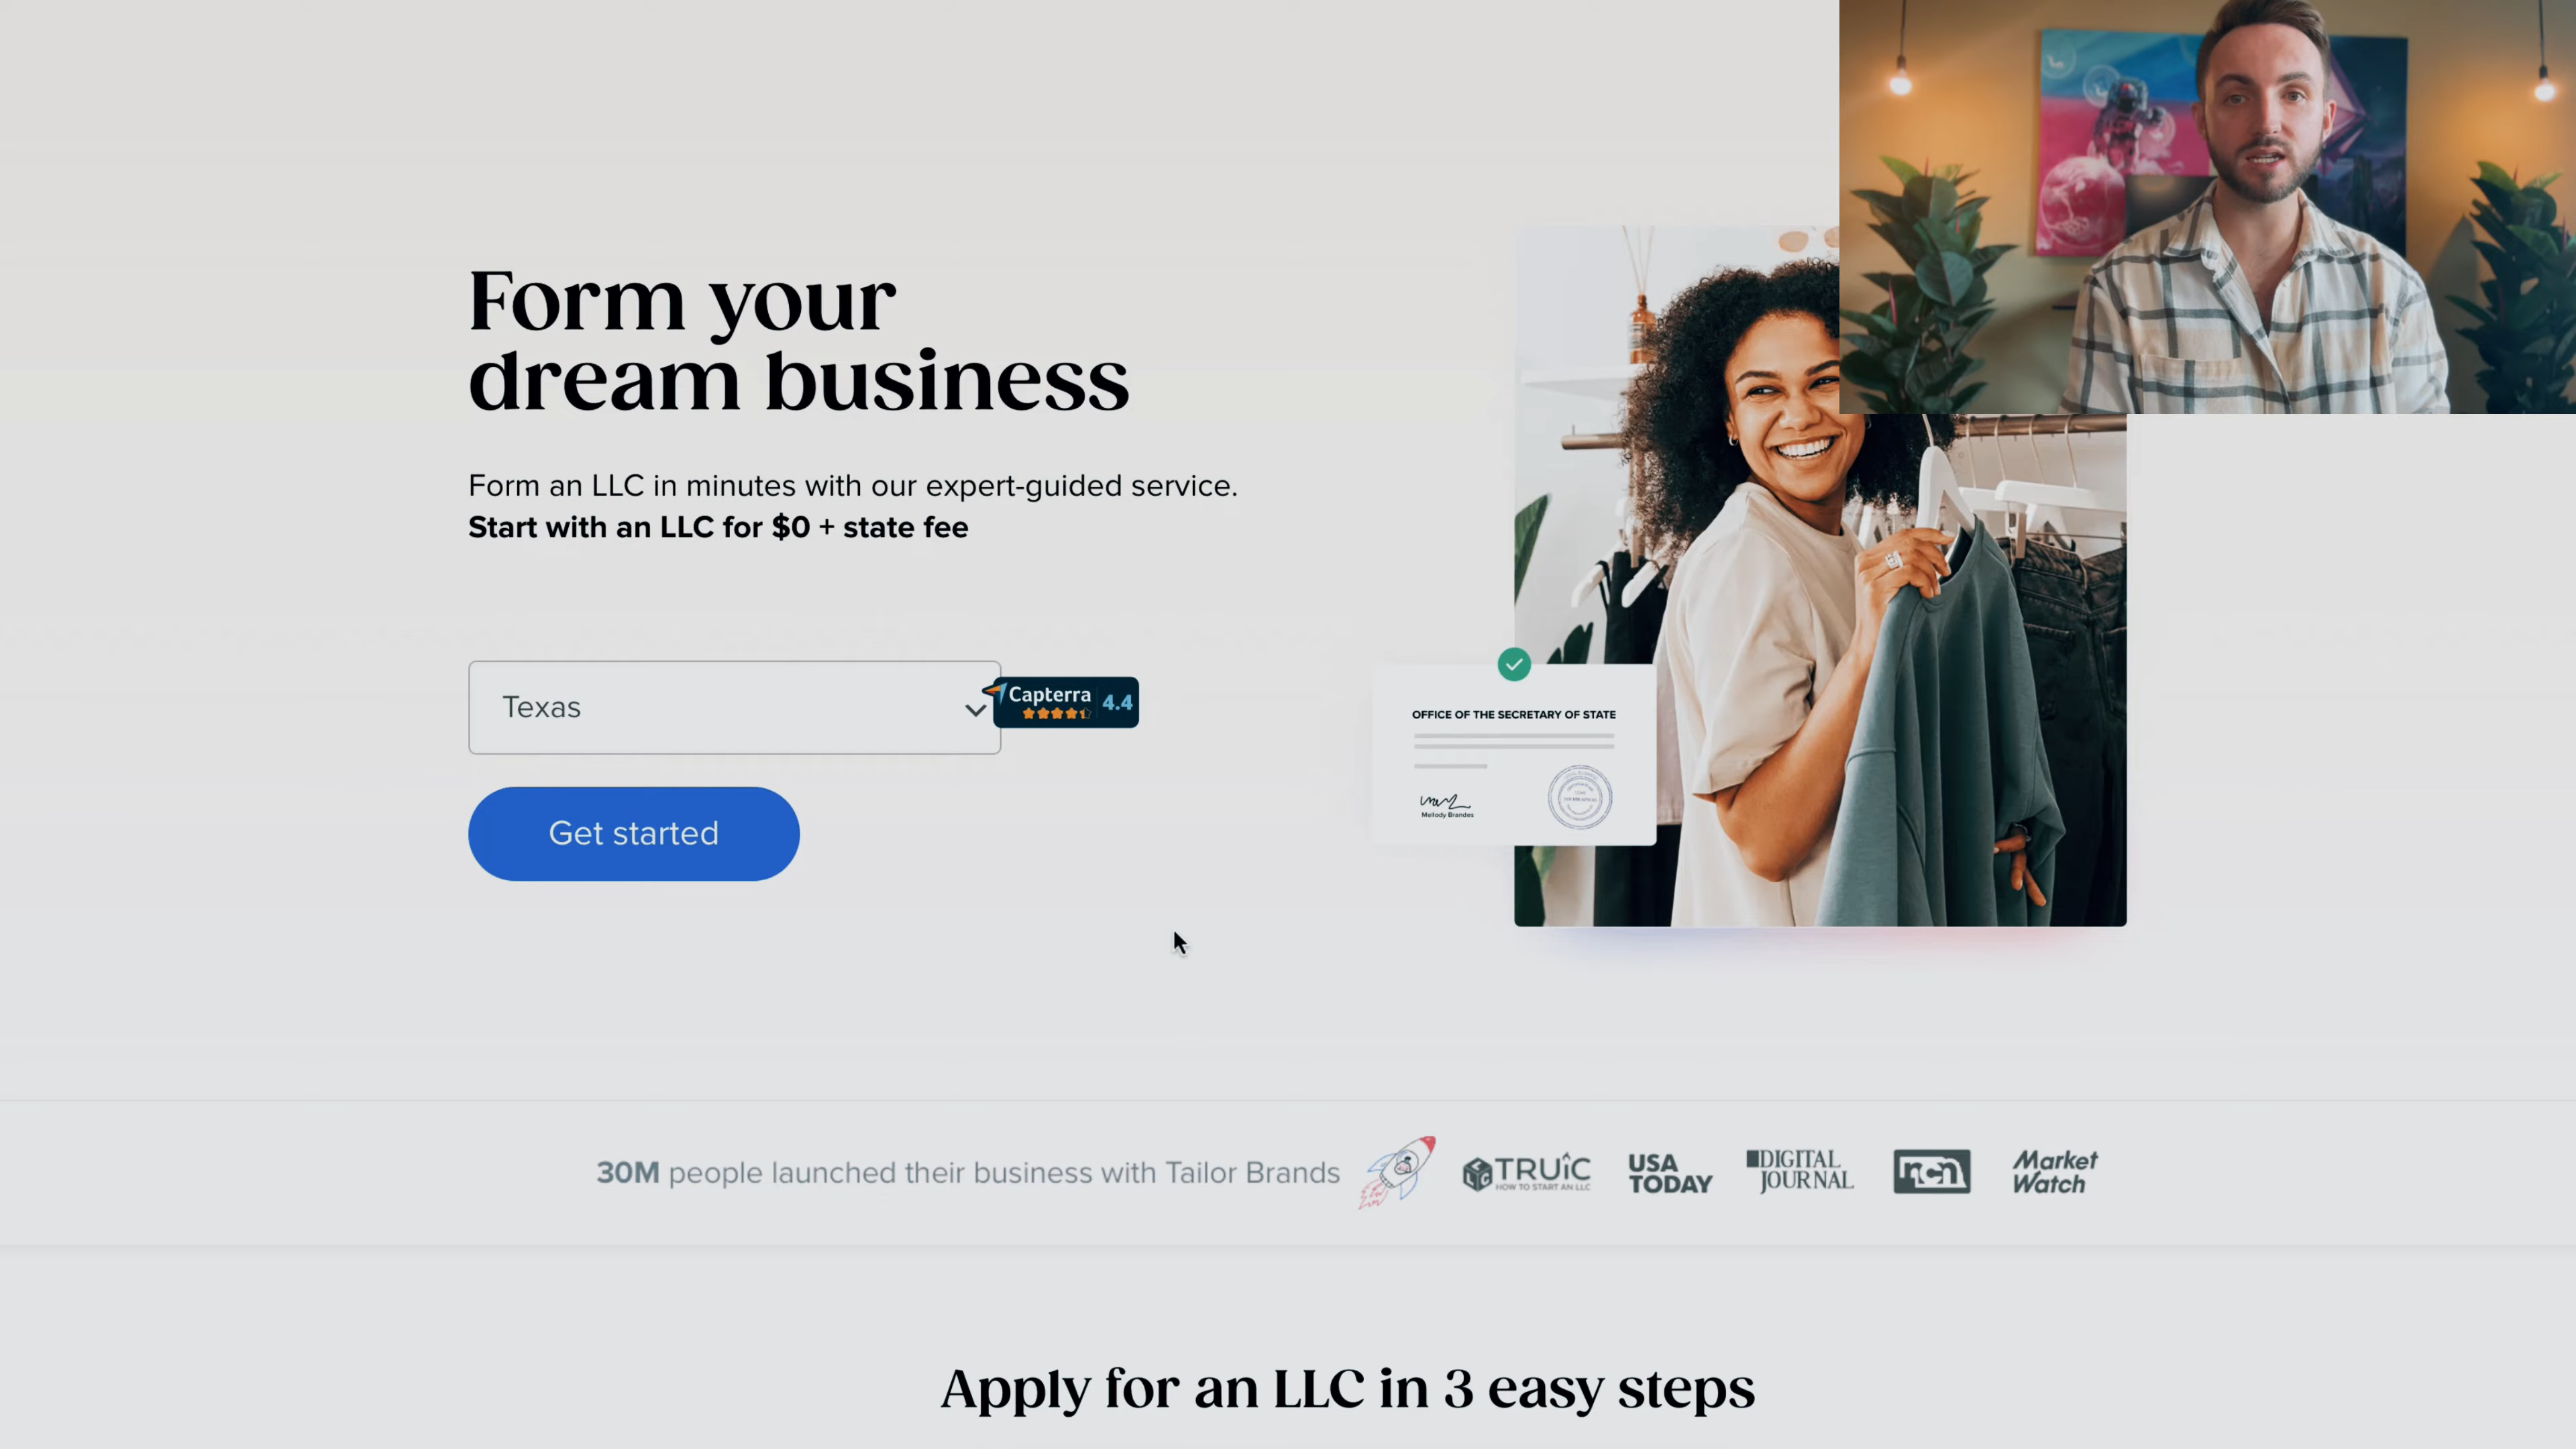 Form your
dream business
Form an LLC in minutes with our expert-guided service.
Start with an LLC for $0 + state fee
Texas
Capterra 4.4
Get started
OFFICE OF THE SECRETARY OF STATE
Mellody Brandes
30M people launched their business with Tailor Brands
TRUiC
HOW TO START AN LLC
USA
TODAY
DIGITAL
JOURNAL
ncn
Market
Watch
Apply for an LLC in 3 easy steps